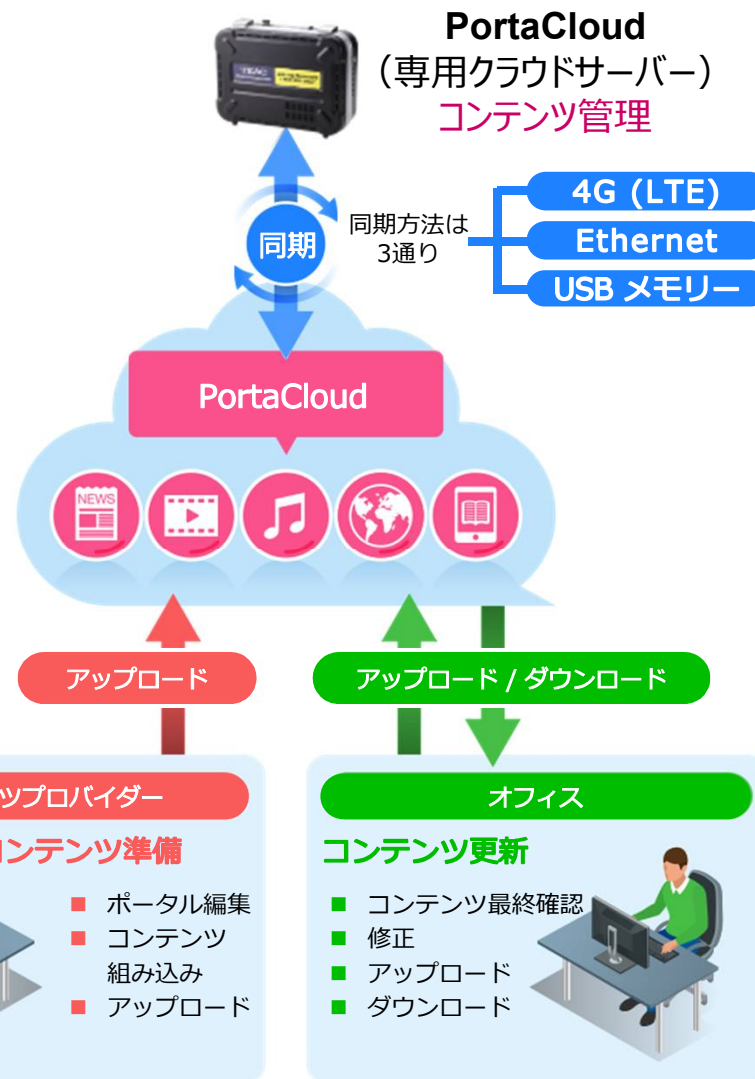 PortaCloud
（専用クラウドサーバー）
コンテンツ管理
TEAC
同期
同期方法は
3通り
4G (LTE)
Ethernet
USB メモリー
PortaCloud
NEWS
アップロード
アップロード / ダウンロード
ツプロバイダー
ンテンツ準備
■ ポータル編集
■ コンテンツ
組み込み
■ アップロード
オフィス
コンテンツ更新
■ コンテンツ最終確認
■ 修正
■ アップロード
■ ダウンロード